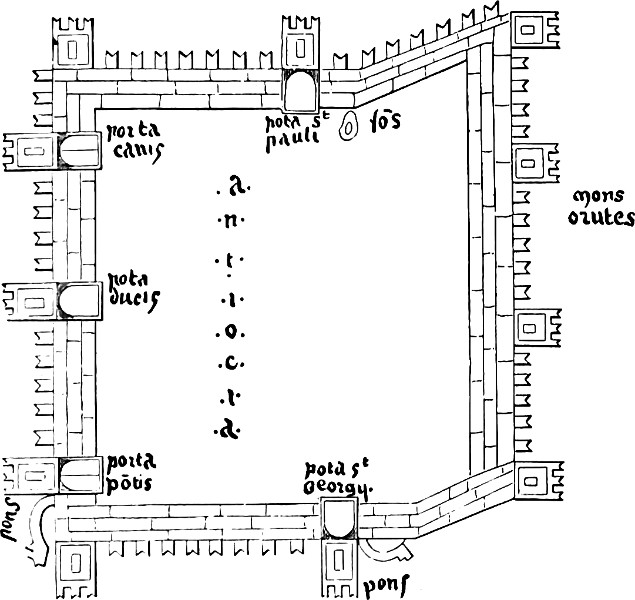 pota sᵗ
pauli
fōs
porta
canis
mons
orutes
.a.
.n.
.t.
.ı.
.o.
.c.
.ı.
.a.
pota
ducis
porta
pōtis
pota sᵗ
Georgy.
pons
pons